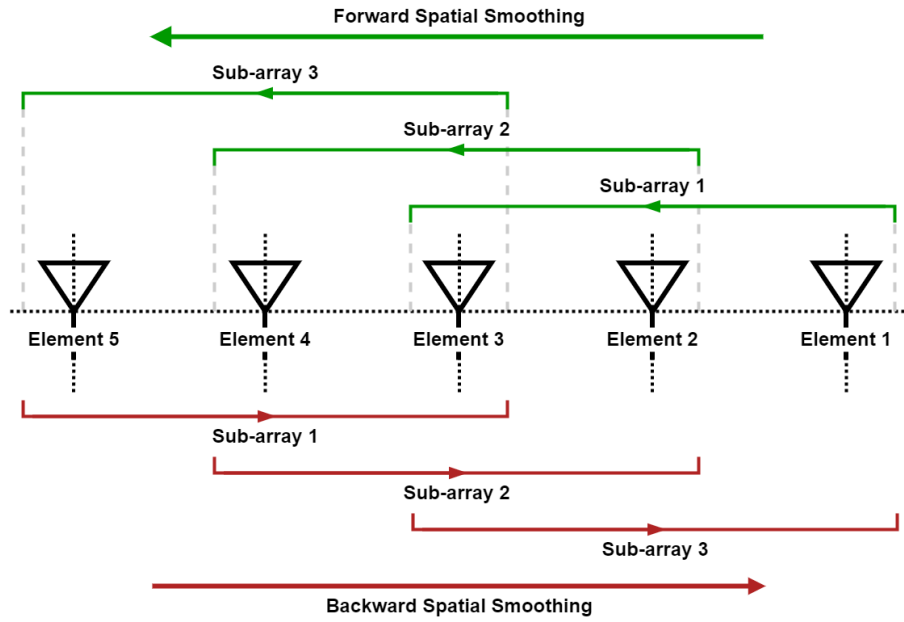 Forward Spatial Smoothing
Sub-array 3
Sub-array 2
Sub-array 1
Element 5
Element 4
Element 3
Element 2
Element 1
Sub-array 1
Sub-array 2
Sub-array 3
Backward Spatial Smoothing